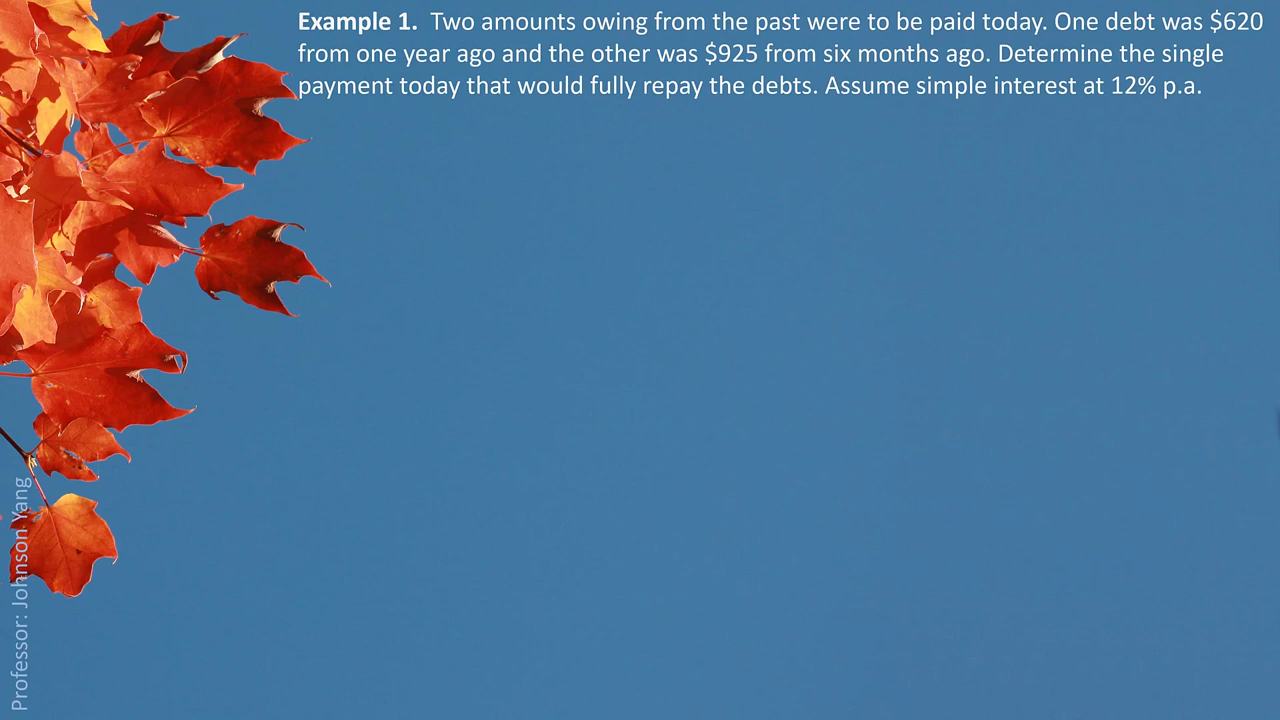 Example 1. Two amounts owing from the past were to be paid today. One debt was $620
from one year ago and the other was $925 from six months ago. Determine the single
payment today that would fully repay the debts. Assume simple interest at 12% p.a.
Professor: Johnson Yang